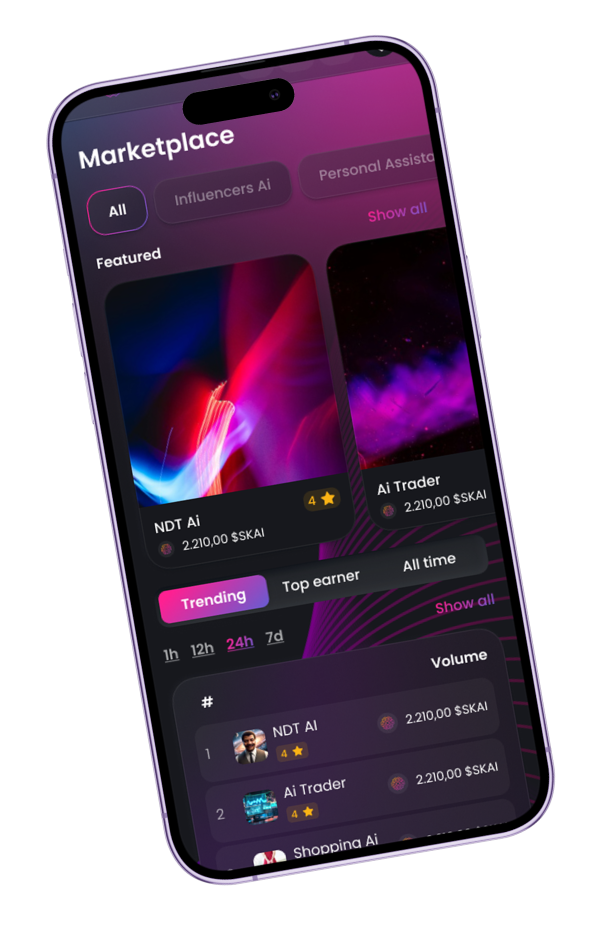 Marketplace
All
Influencers Ai
Personal
Show all
Featured
NDT Ai
4
2.210,00 $SKAI
Ai Trader
2.210,00 $SKAI
Trending
Top earner
All time
1h
12h
24h
7d
Show all
#
Volume
1
NDT AI
4
2.210,00 $SKAI
2
Ai Trader
4
2.210,00 $SKAI
Shopping Ai